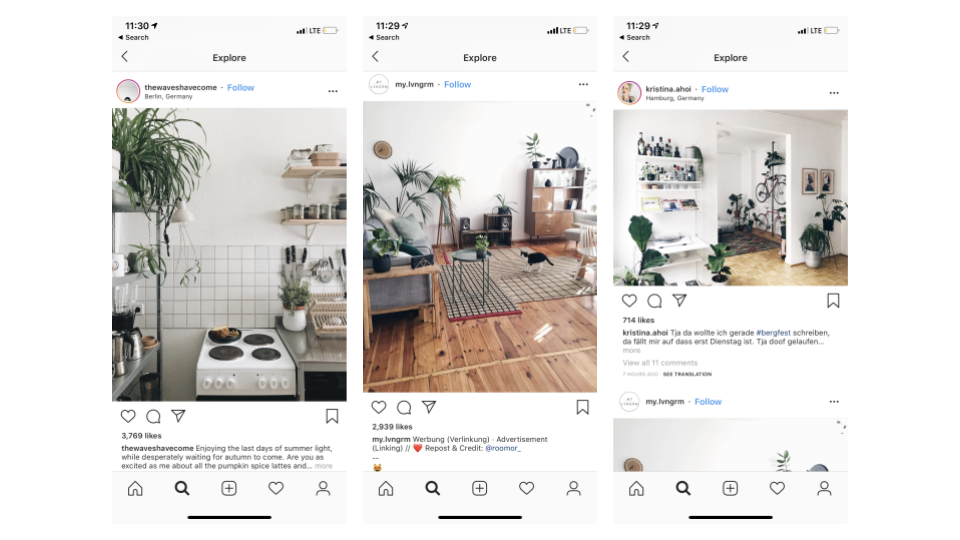 11:30
LTE
Search
Explore
thewaveshavecome · Follow
Berlin, Germany
3,769 likes
thewaveshavecome Enjoying the last days of summer light,
while desperately waiting for autumn to come. Are you as
excited as me about all the pumpkin spice lattes and... more
11:29
LTE
Search
Explore
MY
LVNGRM
my.lvngrm · Follow
2,939 likes
my.lvngrm Werbung (Verlinkung) · Advertisement
(Linking) // ❤️ Repost & Credit: @roomor_
--
😸
11:29
LTE
Search
Explore
kristina.ahoi · Follow
Hamburg, Germany
714 likes
kristina.ahoi Tja da wollte ich gerade #bergfest schreiben,
da fällt mir auf dass erst Dienstag ist. Tja doof gelaufen...
more
View all 11 comments
7 HOURS AGO · SEE TRANSLATION
MY
LVNGRM
my.lvngrm · Follow